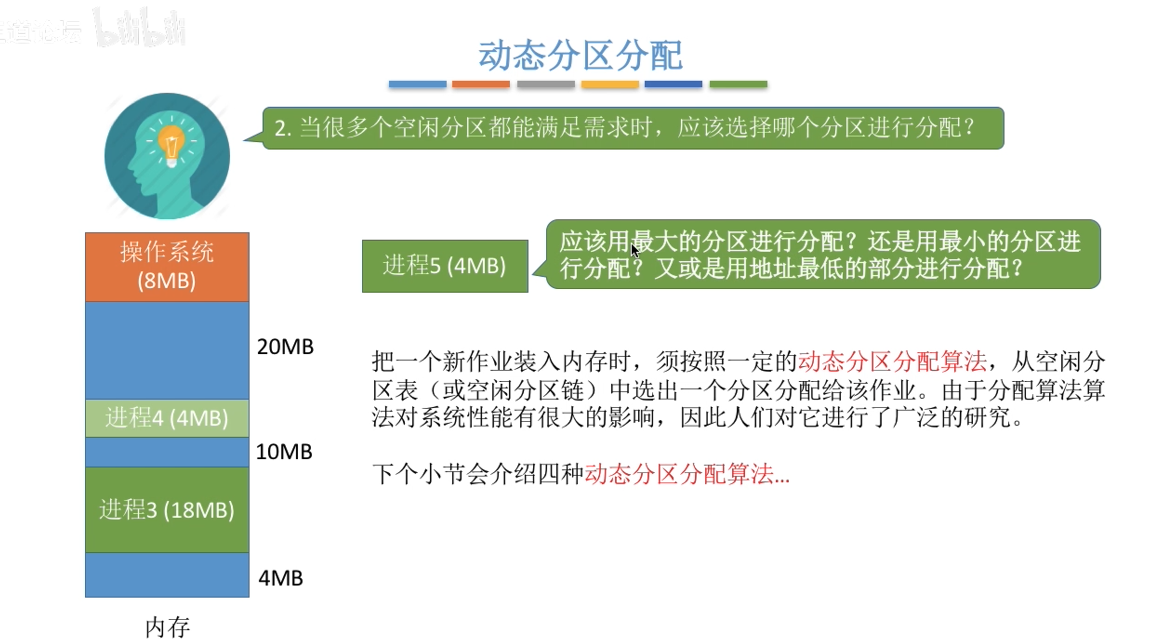 bilibili
动态分区分配
2. 当很多个空闲分区都能满足需求时，应该选择哪个分区进行分配？
操作系统
(8MB)
20MB
进程4 (4MB)
10MB
进程3 (18MB)
4MB
内存
进程5 (4MB)
应该用最大的分区进行分配？还是用最小的分区进
行分配？又或是用地址最低的部分进行分配？
把一个新作业装入内存时，须按照一定的动态分区分配算法，从空闲分
区表（或空闲分区链）中选出一个分区分配给该作业。由于分配算法算
法对系统性能有很大的影响，因此人们对它进行了广泛的研究。
下个小节会介绍四种动态分区分配算法...